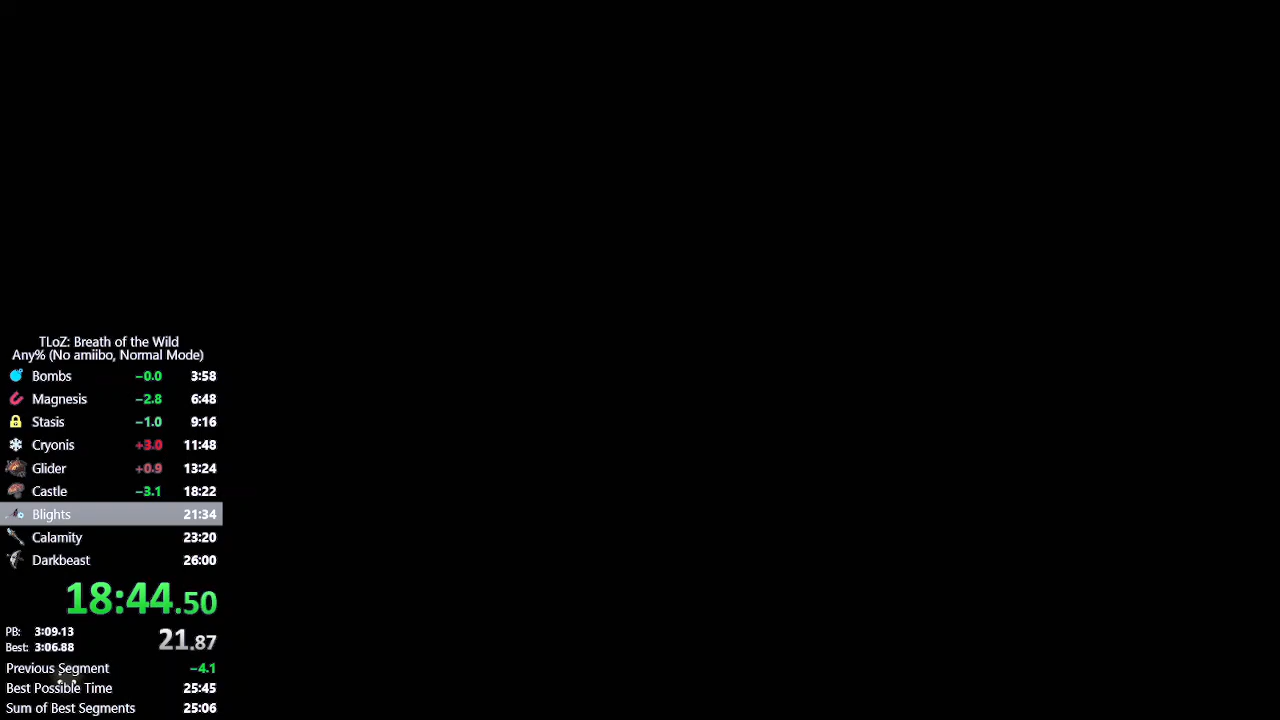 TLoZ: Breath of the Wild
Any% (No amiibo, Normal Mode)
Bombs −0.0 3:58
Magnesis −2.8 6:48
Stasis −1.0 9:16
Cryonis +3.0 11:48
Glider +0.9 13:24
Castle −3.1 18:22
Blights 21:34
Calamity 23:20
Darkbeast 26:00
18:44.50
PB: 3:09.13
Best: 3:06.88
21.87
Previous Segment −4.1
Best Possible Time 25:45
Sum of Best Segments 25:06